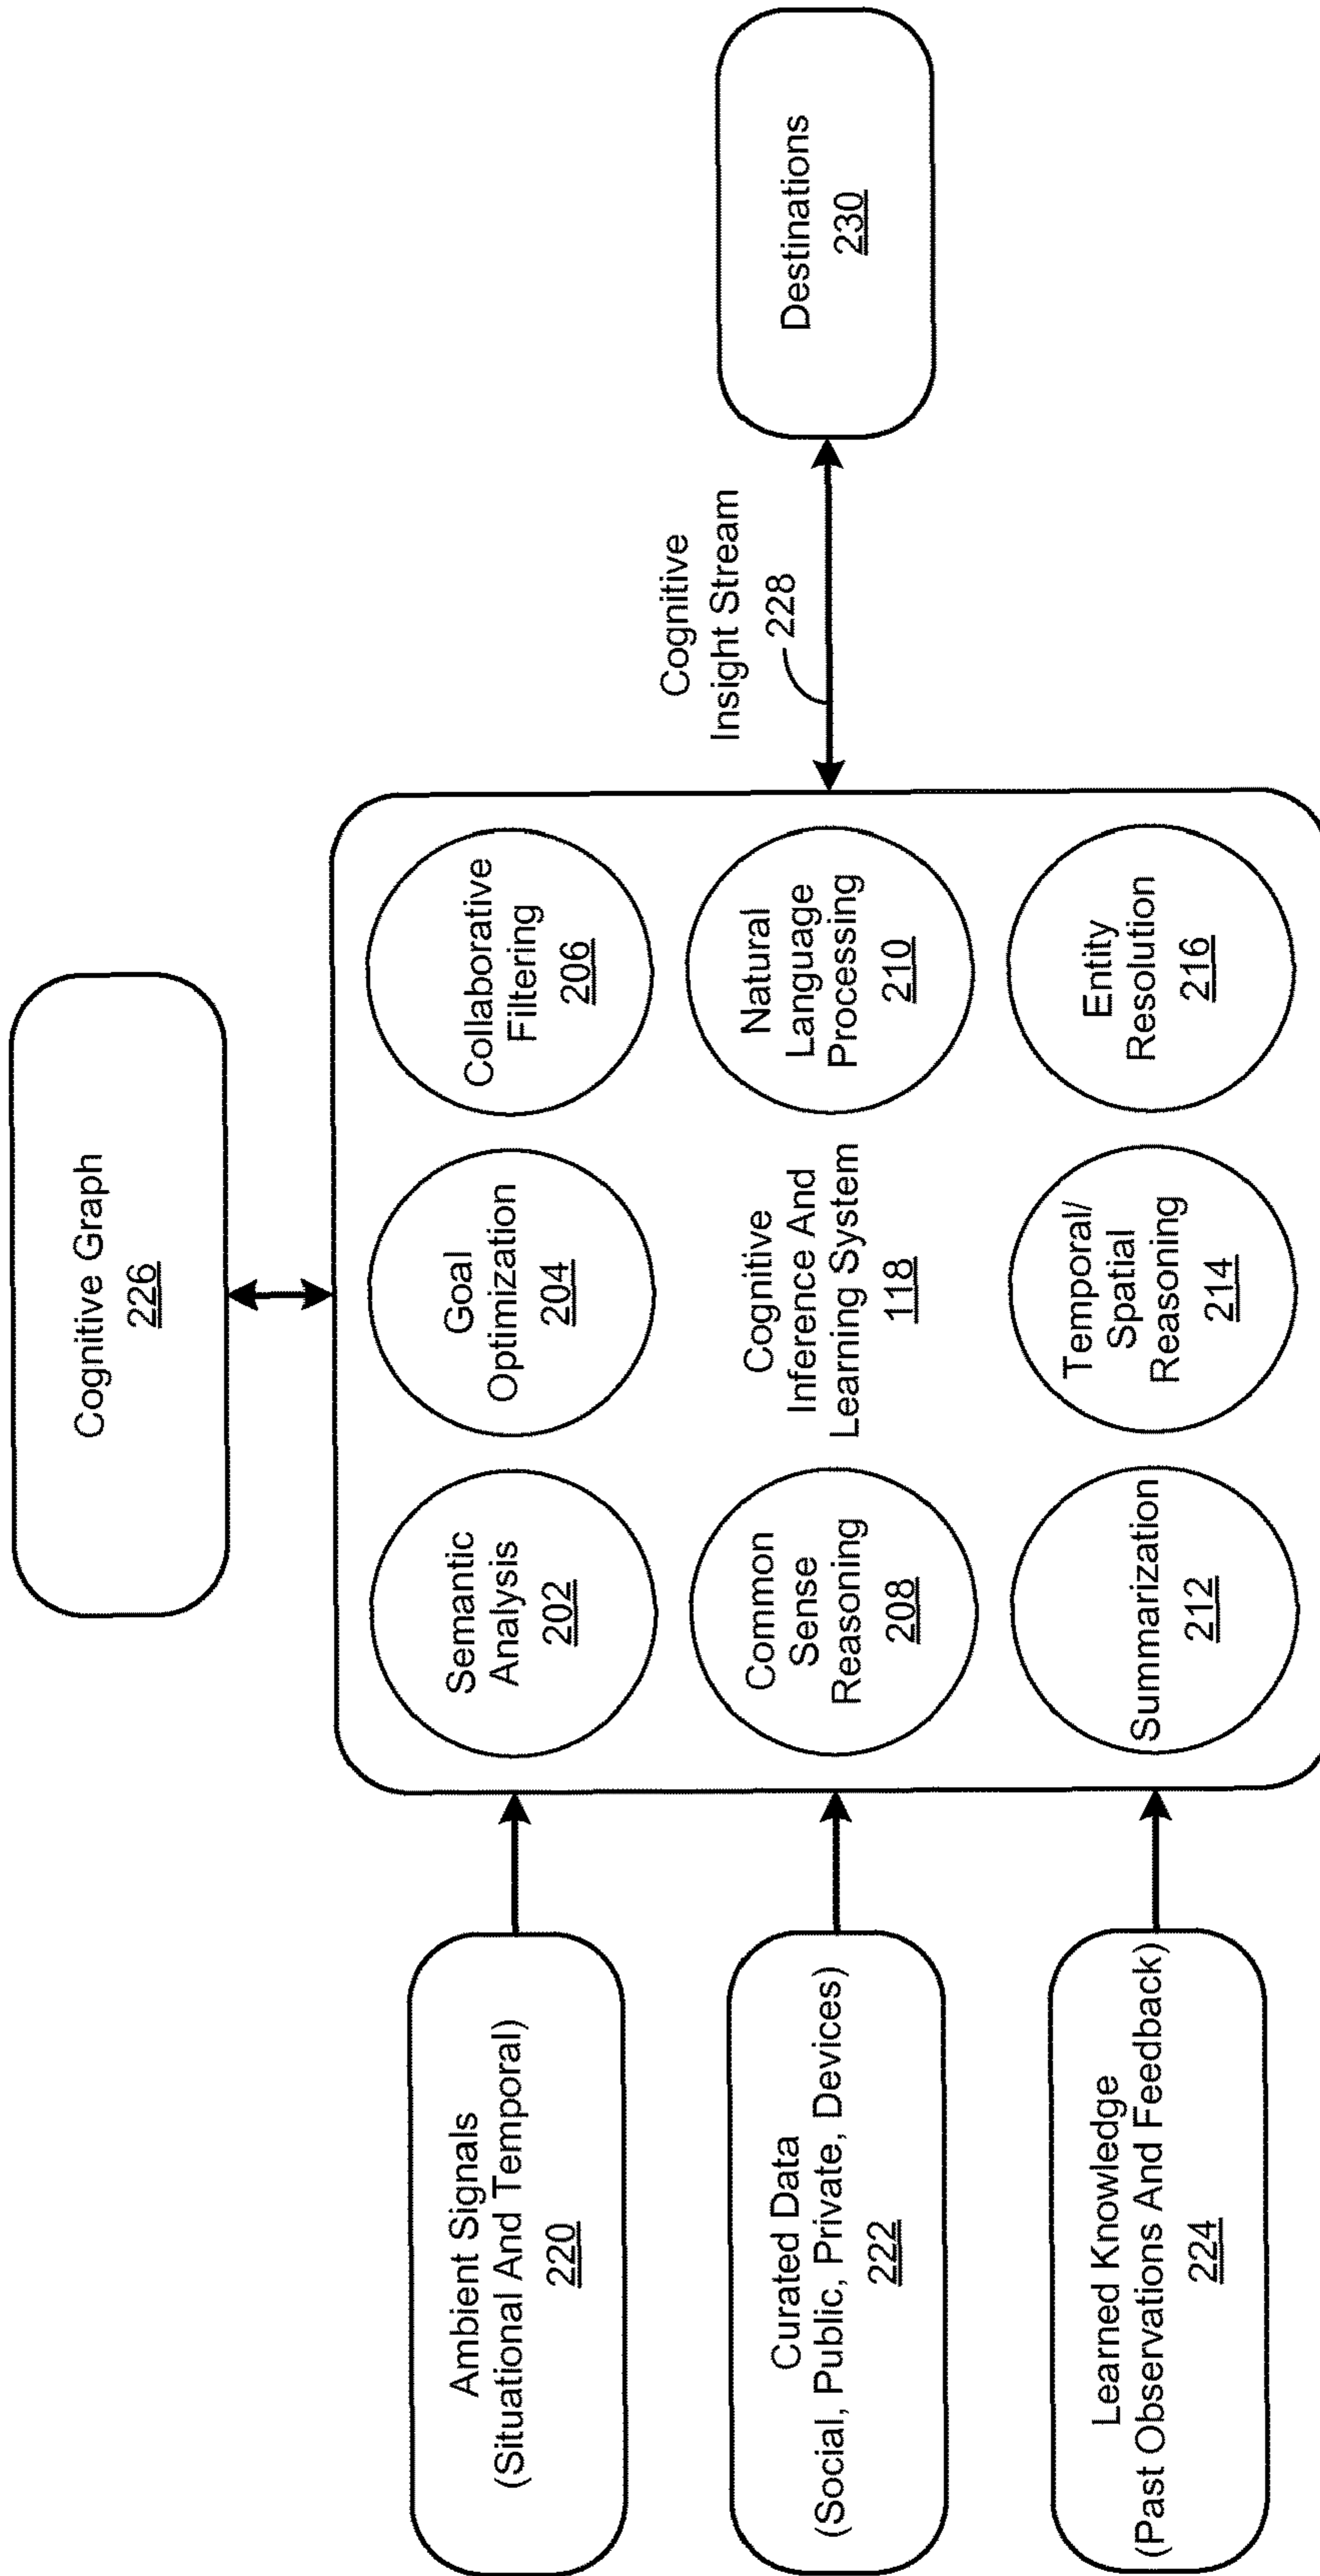 Cognitive Graph
226
Ambient Signals
(Situational And Temporal)
220
Curated Data
(Social, Public, Private, Devices)
222
Learned Knowledge
(Past Observations And Feedback)
224
Semantic
Analysis
202
Goal
Optimization
204
Collaborative
Filtering
206
Common
Sense
Reasoning
208
Cognitive
Inference And
Learning System
118
Natural
Language
Processing
210
Summarization
212
Temporal/
Spatial
Reasoning
214
Entity
Resolution
216
Cognitive
Insight Stream
228
Destinations
230